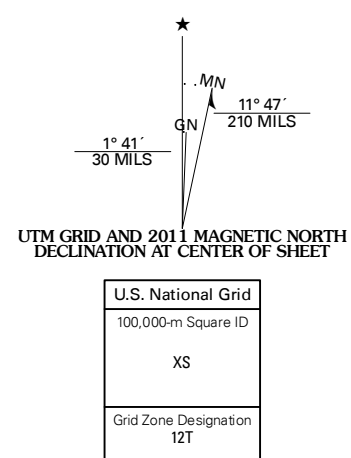 ★
MN
11° 47´
210 MILS
GN
1° 41´
30 MILS
UTM GRID AND 2011 MAGNETIC NORTH
DECLINATION AT CENTER OF SHEET
U.S. National Grid
100,000-m Square ID
XS
Grid Zone Designation
12T